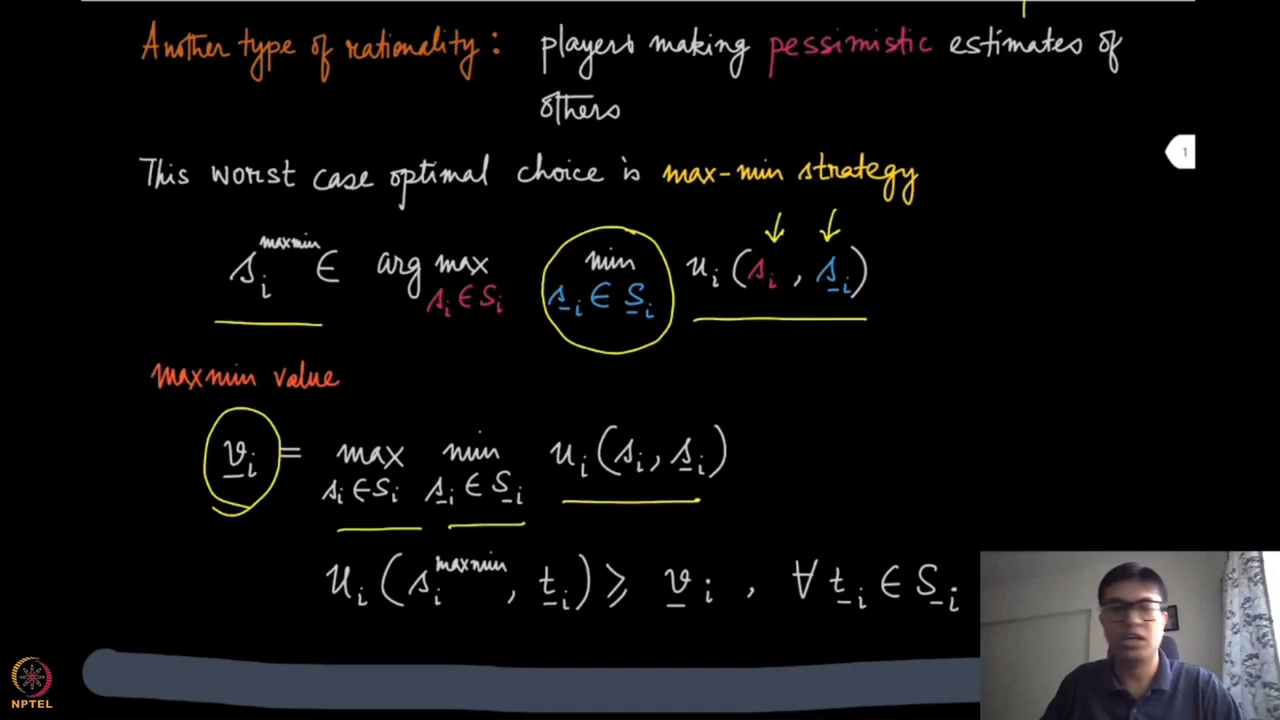 Another type of rationality : players making pessimistic estimates of
others
This worst case optimal choice is max-min strategy
s_i^maxmin ∈ arg max_{s_i ∈ S_i} min_{s_-i ∈ S_-i} u_i (s_i , s_-i)
maxmin value
v_i = max_{s_i ∈ S_i} min_{s_-i ∈ S_-i} u_i (s_i, s_-i)
u_i (s_i^maxmin , t_-i) ≥ v_i , ∀ t_-i ∈ S_-i
1
NPTEL